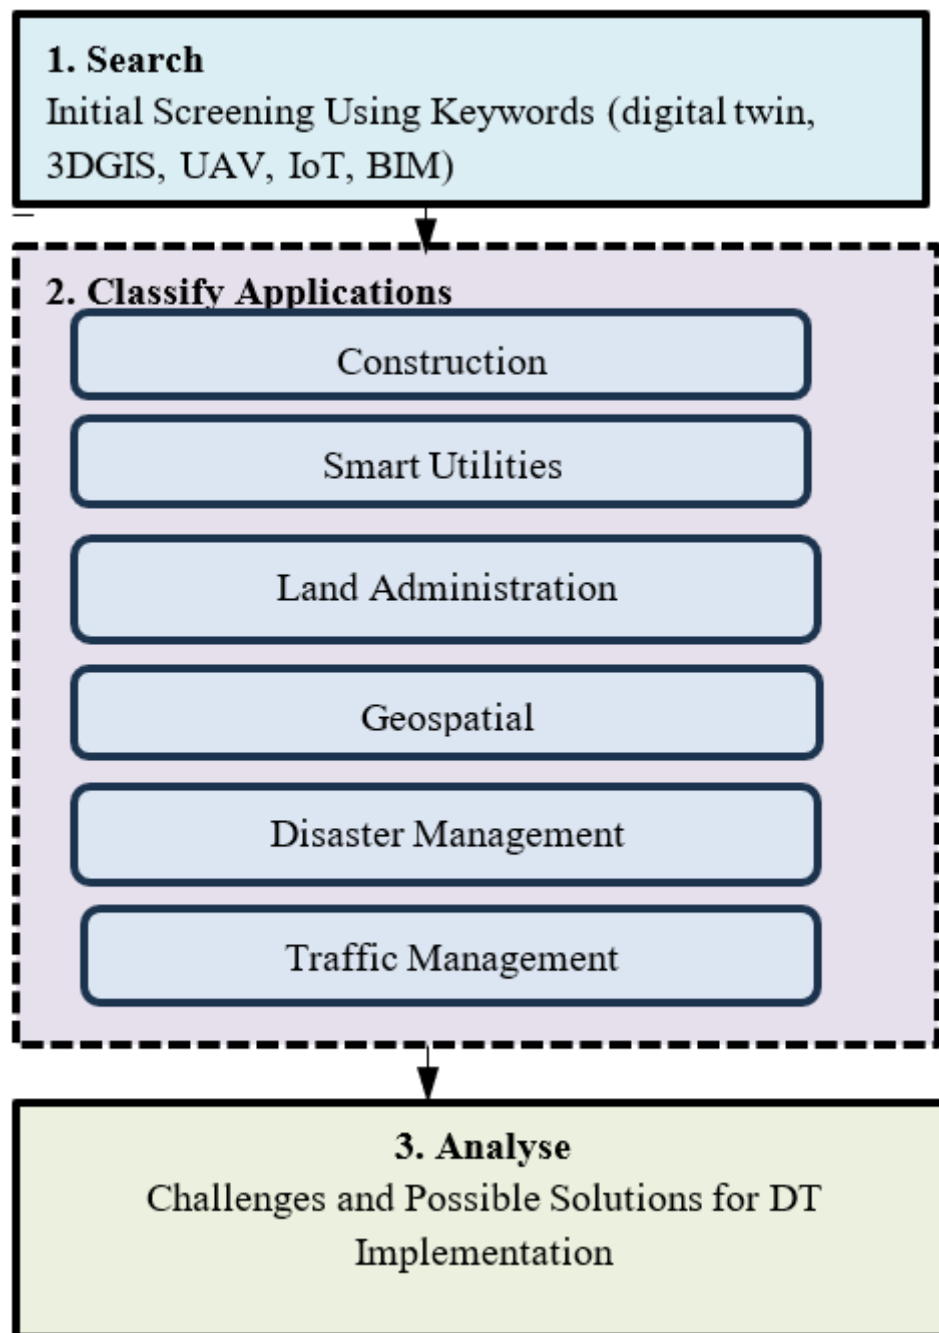 1. Search
Initial Screening Using Keywords (digital twin,
3DGIS, UAV, IoT, BIM)
2. Classify Applications
Construction
Smart Utilities
Land Administration
Geospatial
Disaster Management
Traffic Management
3. Analyse
Challenges and Possible Solutions for DT
Implementation